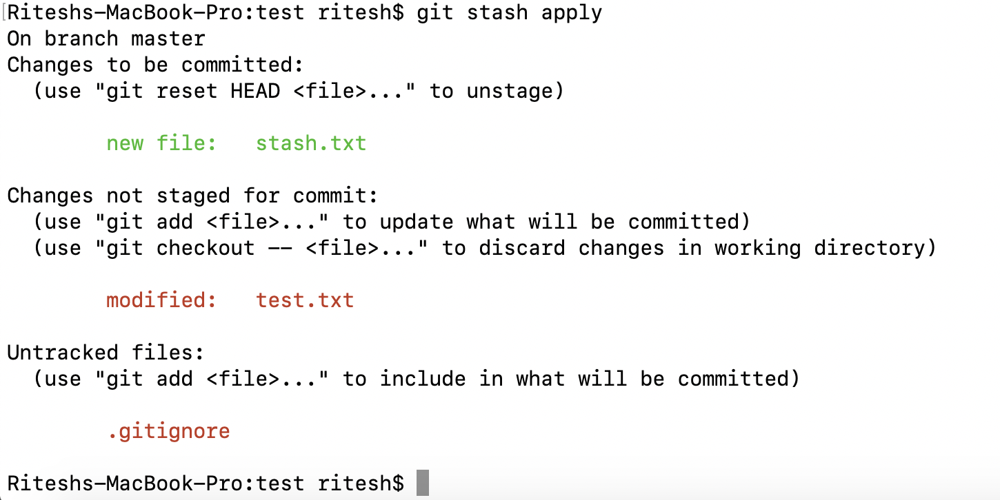 Riteshs-MacBook-Pro:test ritesh$ git stash apply
On branch master
Changes to be committed:
  (use "git reset HEAD <file>..." to unstage)

        new file:   stash.txt

Changes not staged for commit:
  (use "git add <file>..." to update what will be committed)
  (use "git checkout -- <file>..." to discard changes in working directory)

        modified:   test.txt

Untracked files:
  (use "git add <file>..." to include in what will be committed)

        .gitignore

Riteshs-MacBook-Pro:test ritesh$